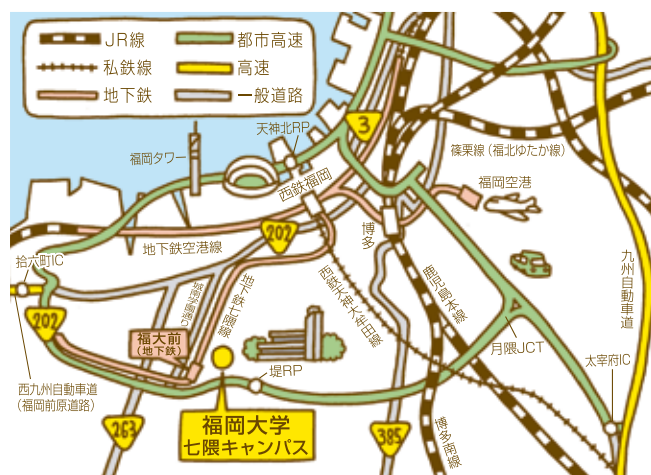 JR線
都市高速
私鉄線
高速
地下鉄
一般道路
天神北RP
3
福岡タワー
篠栗線(福北ゆたか線)
西鉄福岡
福岡空港
博多
地下鉄空港線
202
拾六町IC
九州自動車道
城南学園通り
地下鉄七隈線
西鉄天神大牟田線
鹿児島本線
202
福大前
(地下鉄)
月隈JCT
太宰府IC
堤RP
西九州自動車道
(福岡前原道路)
福岡大学
七隈キャンパス
263
385
博多南線